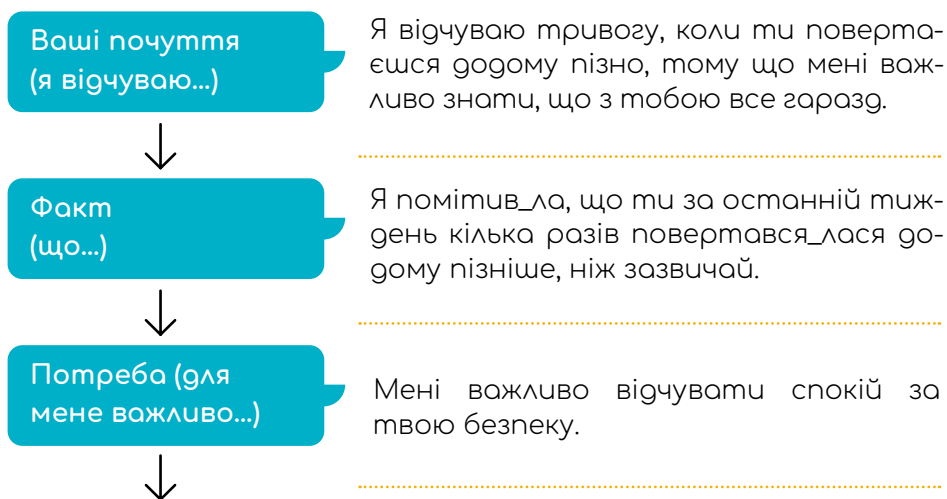 Ваші почуття
(я відчуваю...)
Я відчуваю тривогу, коли ти поверта-
єшся додому пізно, тому що мені важ-
ливо знати, що з тобою все гаразд.
Факт
(що...)
Я помітив_ла, що ти за останній тиж-
день кілька разів повертався_лася до-
дому пізніше, ніж зазвичай.
Потреба (для
мене важливо...)
Мені важливо відчувати спокій за
твою безпеку.